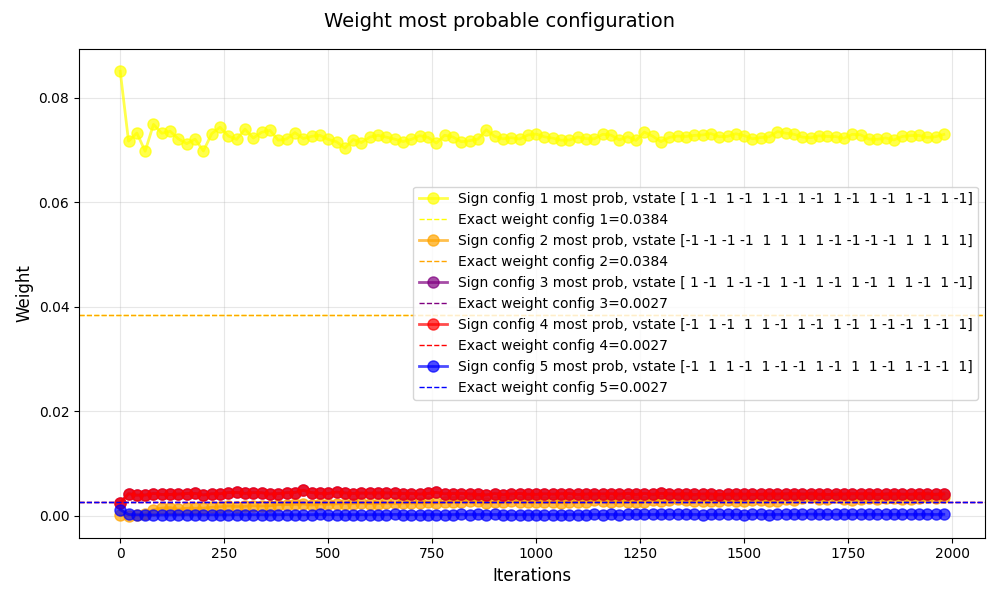 Weight most probable configuration
Weight
0.08
0.06
0.04
0.02
0.00
Sign config 1 most prob, vstate [ 1 -1  1 -1  1 -1  1 -1  1 -1  1 -1  1 -1  1 -1]
Exact weight config 1=0.0384
Sign config 2 most prob, vstate [-1 -1 -1 -1  1  1  1  1 -1 -1 -1 -1  1  1  1  1]
Exact weight config 2=0.0384
Sign config 3 most prob, vstate [ 1 -1  1 -1 -1  1 -1  1  1 -1  1 -1  1 -1  1 -1]
Exact weight config 3=0.0027
Sign config 4 most prob, vstate [-1  1 -1  1  1 -1  1 -1  1 -1  1 -1 -1  1 -1  1]
Exact weight config 4=0.0027
Sign config 5 most prob, vstate [-1  1  1 -1  1 -1 -1  1 -1  1  1 -1  1 -1 -1  1]
Exact weight config 5=0.0027
0 250 500 750 1000 1250 1500 1750 2000
Iterations